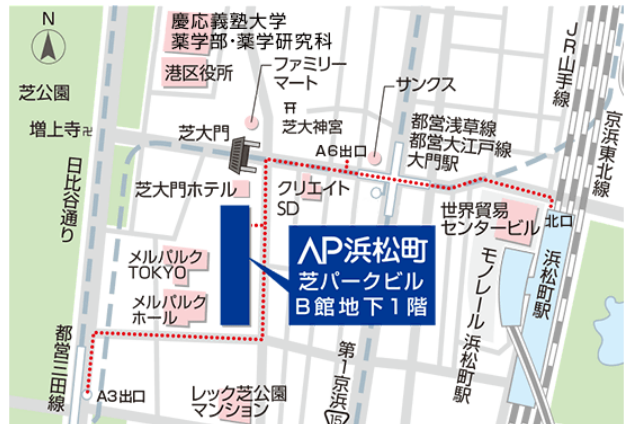 N
慶応義塾大学
薬学部・薬学研究科
港区役所
ファミリー
マート
サンクス
JR山手線
京浜東北線
芝公園
増上寺卍
芝大門
芝大神宮
A6出口
都営浅草線
都営大江戸線
大門駅
日比谷通り
芝大門ホテル
クリエイト
SD
世界貿易
センタービル
北口
AP浜松町
芝パークビル
B館地下1階
メルパルク
TOKYO
メルパルク
ホール
モノレール 浜松町駅
浜松町駅
都営三田線
A3出口
レック芝公園
マンション
第1京浜
15